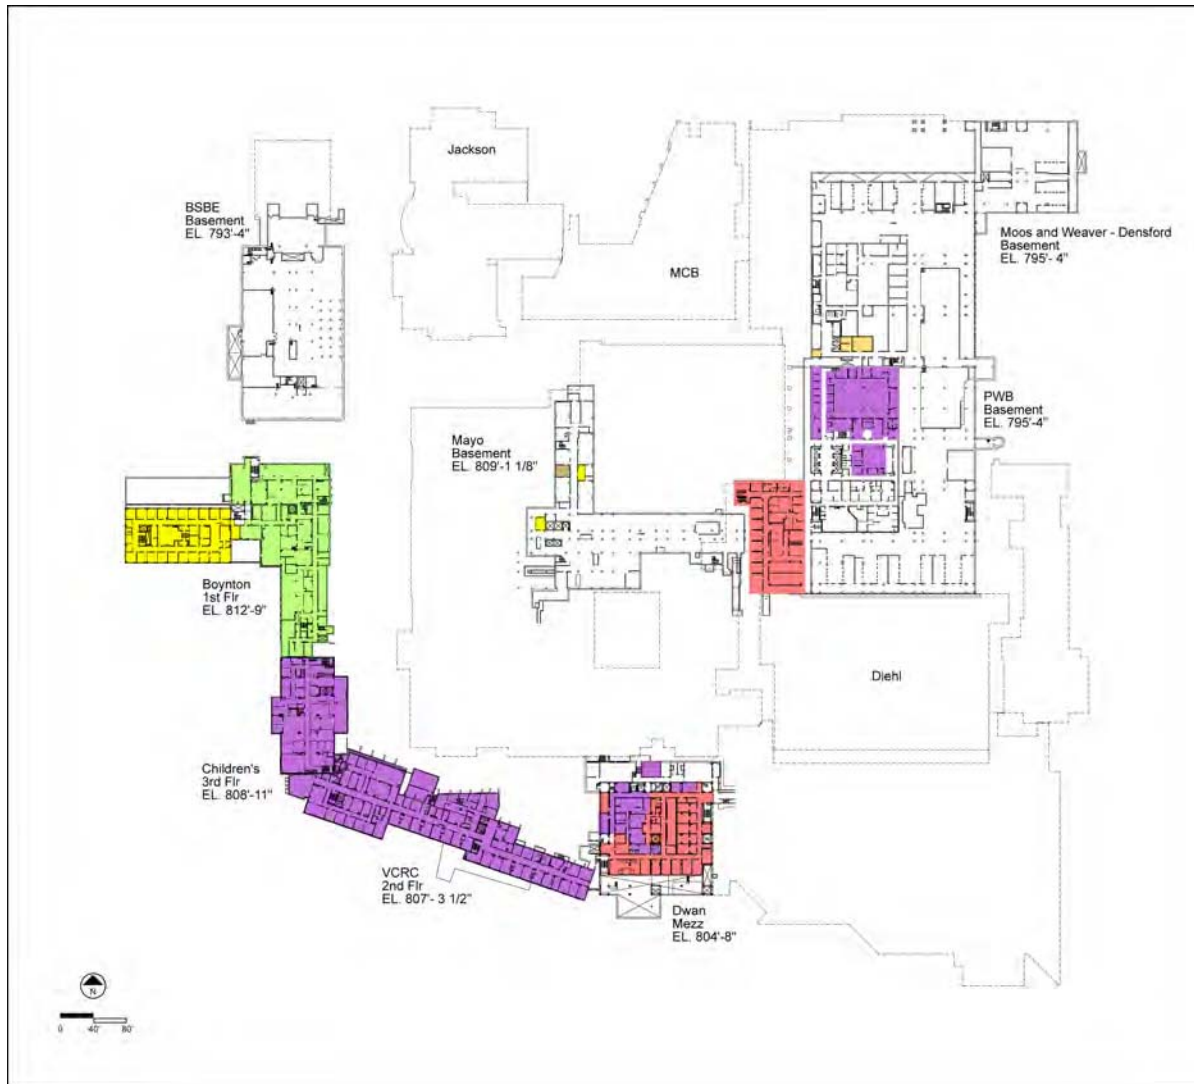 Jackson
BSBE
Basement
EL. 793'-4"
Moos and Weaver - Densford
Basement
EL. 795'- 4"
MCB
PWB
Basement
EL. 795'-4"
Mayo
Basement
EL. 809'-1 1/8"
Boynton
1st Flr
EL. 812'-9"
Diehl
Children's
3rd Flr
EL. 808'-11"
VCRC
2nd Flr
EL. 807'- 3 1/2"
Dwan
Mezz
EL. 804'-8"
N
0 40' 80'